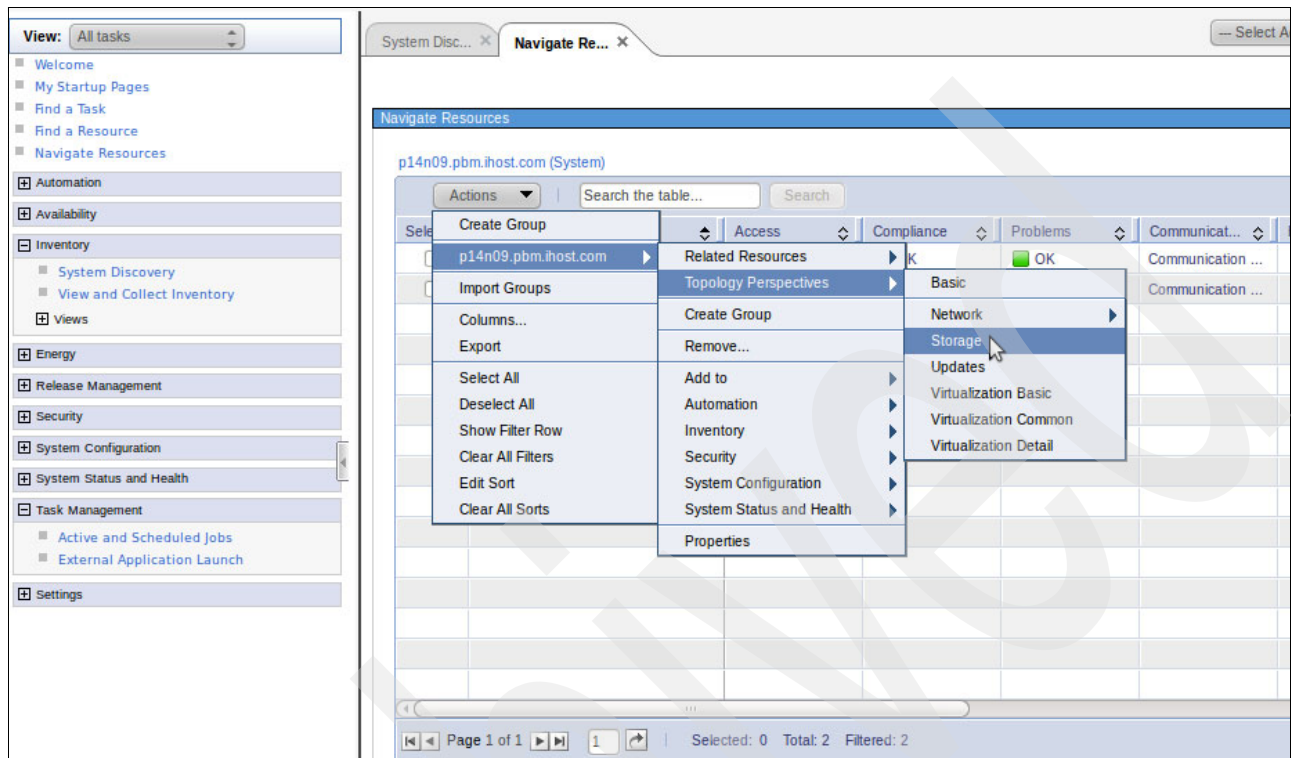 View: All tasks
Welcome
My Startup Pages
Find a Task
Find a Resource
Navigate Resources
Automation
Availability
Inventory
System Discovery
View and Collect Inventory
Views
Energy
Release Management
Security
System Configuration
System Status and Health
Task Management
Active and Scheduled Jobs
External Application Launch
Settings
System Disc... Navigate Re...
--- Select A
Navigate Resources
p14n09.pbm.ihost.com (System)
Actions Search the table... Search
Sele Access Compliance Problems Communicat...
K OK Communication ...
Communication ...
Create Group
p14n09.pbm.ihost.com
Import Groups
Columns...
Export
Select All
Deselect All
Show Filter Row
Clear All Filters
Edit Sort
Clear All Sorts
Related Resources
Topology Perspectives
Create Group
Remove...
Add to
Automation
Inventory
Security
System Configuration
System Status and Health
Properties
Basic
Network
Storage
Updates
Virtualization Basic
Virtualization Common
Virtualization Detail
Page 1 of 1 1 Selected: 0 Total: 2 Filtered: 2